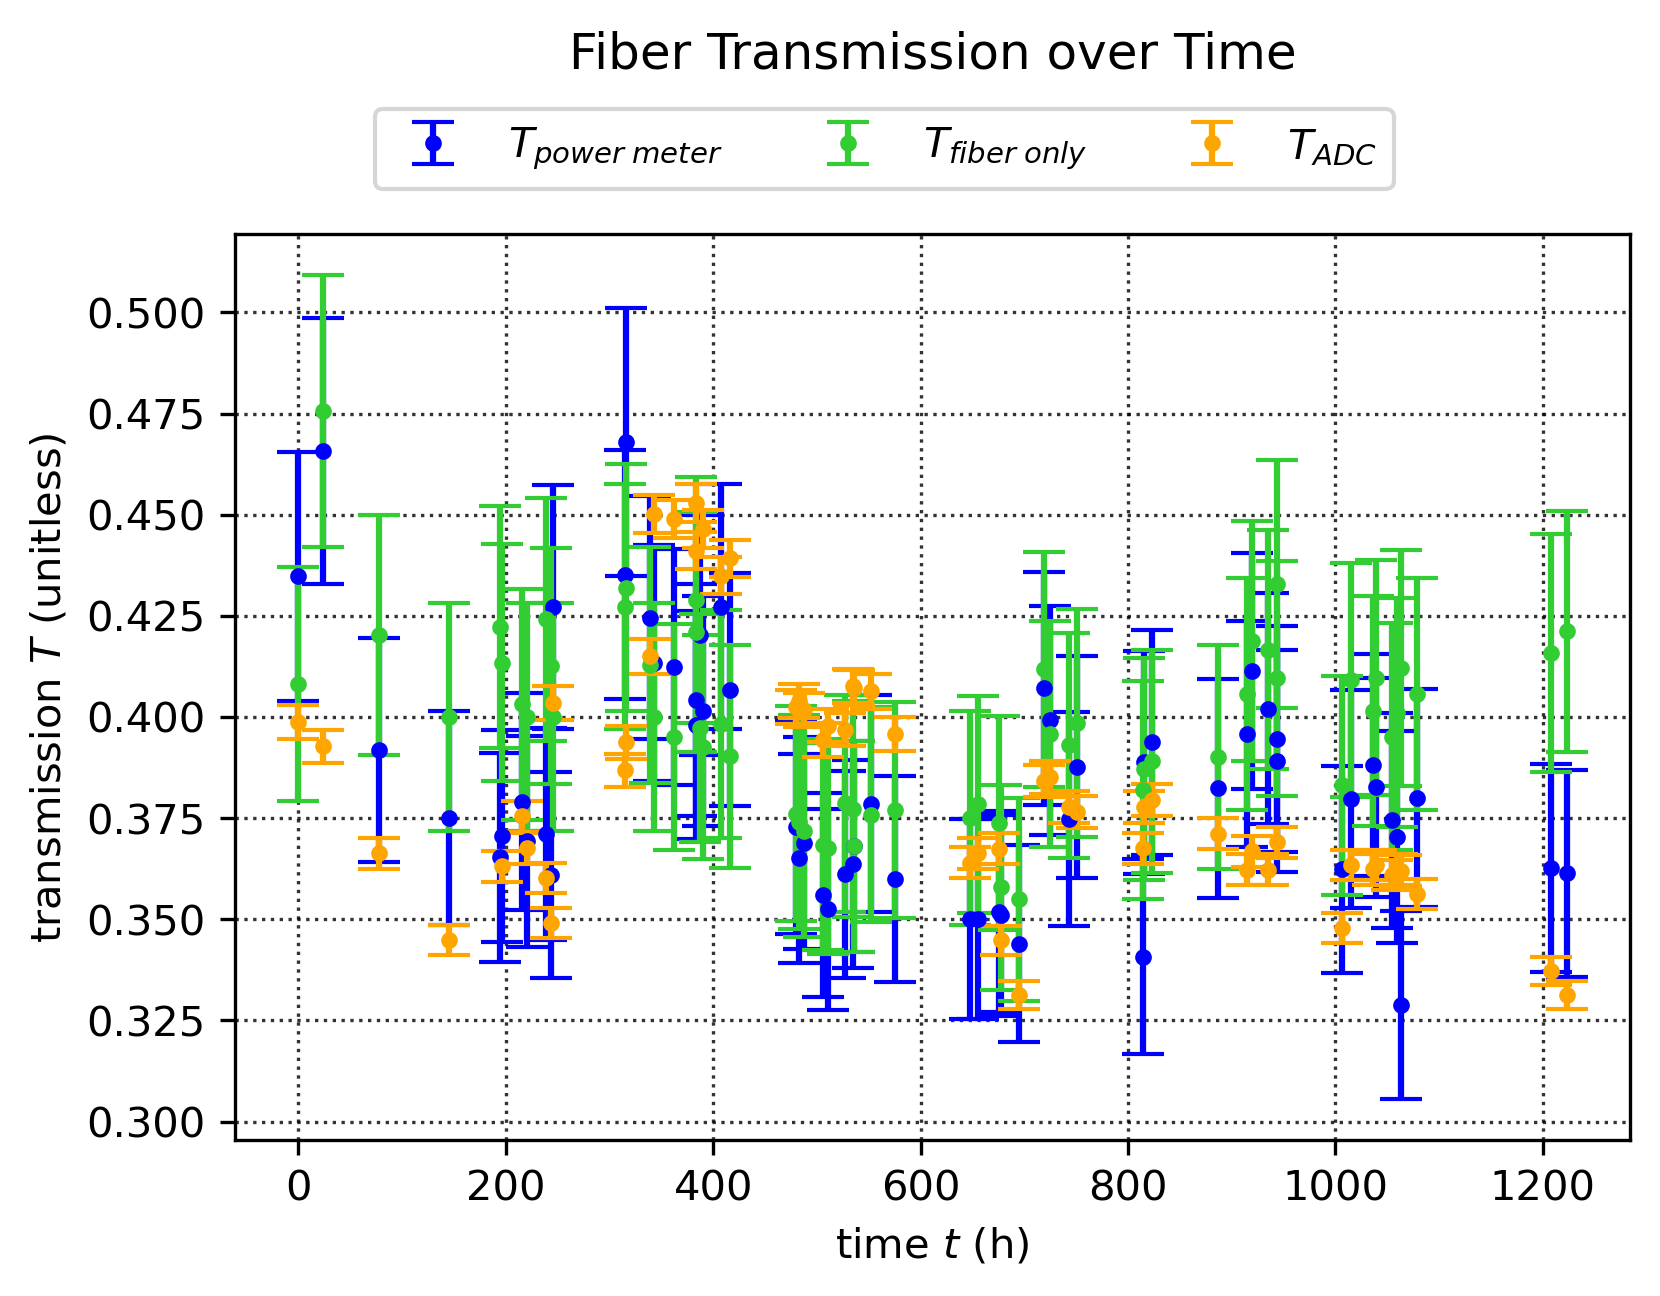 Fiber Transmission over Time
T_power meter T_fiber only T_ADC
transmission T (unitless)
0.500
0.475
0.450
0.425
0.400
0.375
0.350
0.325
0.300
0 200 400 600 800 1000 1200
time t (h)